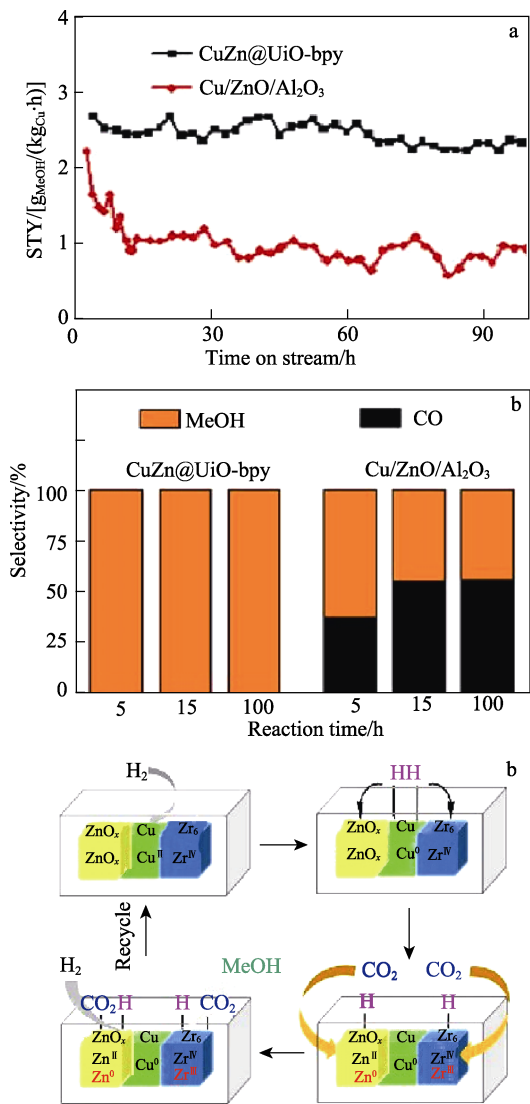 a
4
3
2
1
0
STY/[g_MeOH/(kg_Cu·h)]
CuZn@UiO-bpy
Cu/ZnO/Al₂O₃
0 30 60 90
Time on stream/h
b
MeOH CO
CuZn@UiO-bpy Cu/ZnO/Al₂O₃
Selectivity/%
100
75
50
25
0
5 15 100 5 15 100
Reaction time/h
b
H₂
ZnOₓ Cu Zr₆
ZnOₓ Cuᴵᴵ Zrᴵⱽ
HH
ZnOₓ Cu Zr₆
ZnOₓ Cu⁰ Zrᴵⱽ
Recycle
MeOH
CO₂ CO₂
H H
ZnOₓ Cu Zr₆
Znᴵᴵ Cu⁰ Zrᴵⱽ
Zn⁰ Zrᴵᴵᴵ
H₂
CO₂ H H CO₂
ZnOₓ Cu Zr₆
Znᴵᴵ Cu⁰ Zrᴵⱽ
Zn⁰